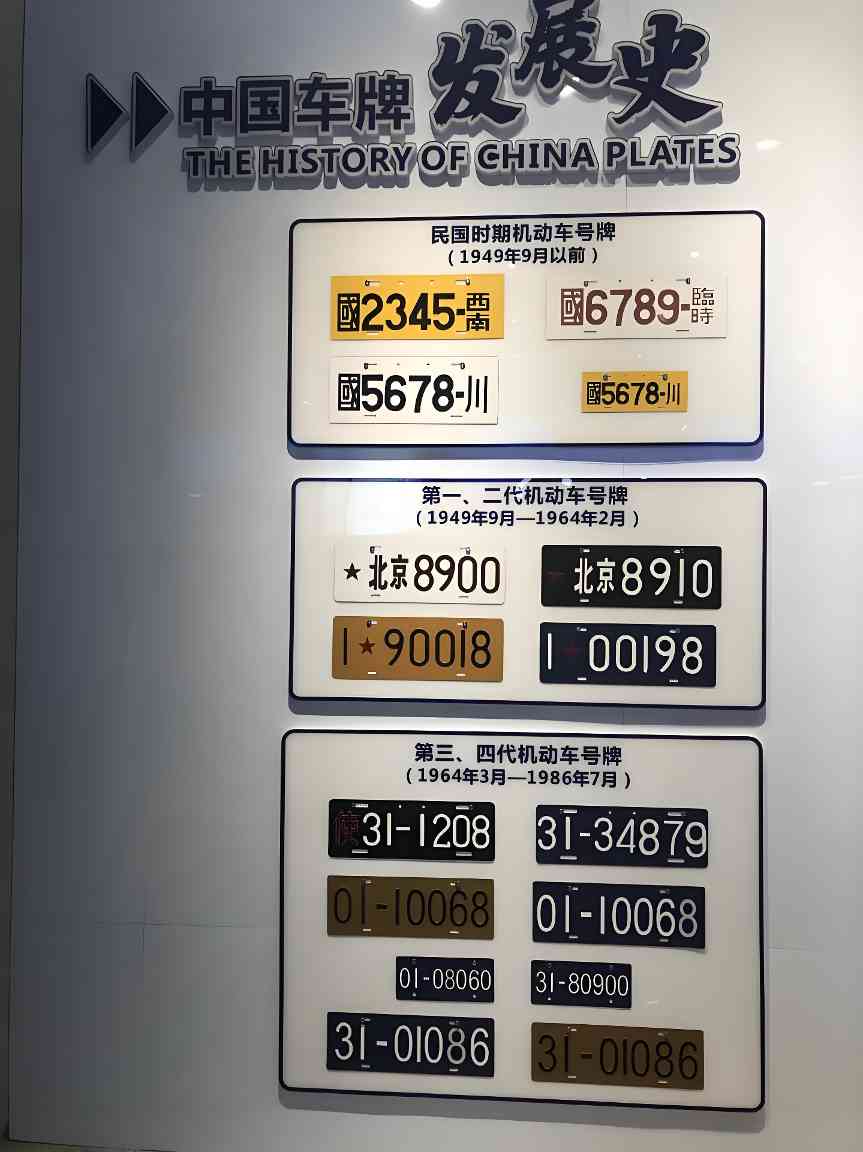 中国车牌发展史
THE HISTORY OF CHINA PLATES
民国时期机动车号牌
（1949年9月以前）
國2345-西南
國6789-臨時
國5678-川
國5678-川
第一、二代机动车号牌
（1949年9月—1964年2月）
★北京8900
★北京8910
1★90018
1★00198
第三、四代机动车号牌
（1964年3月—1986年7月）
使31-1208
31-34879
01-10068
01-10068
01-08060
31-80900
31-01086
31-01086